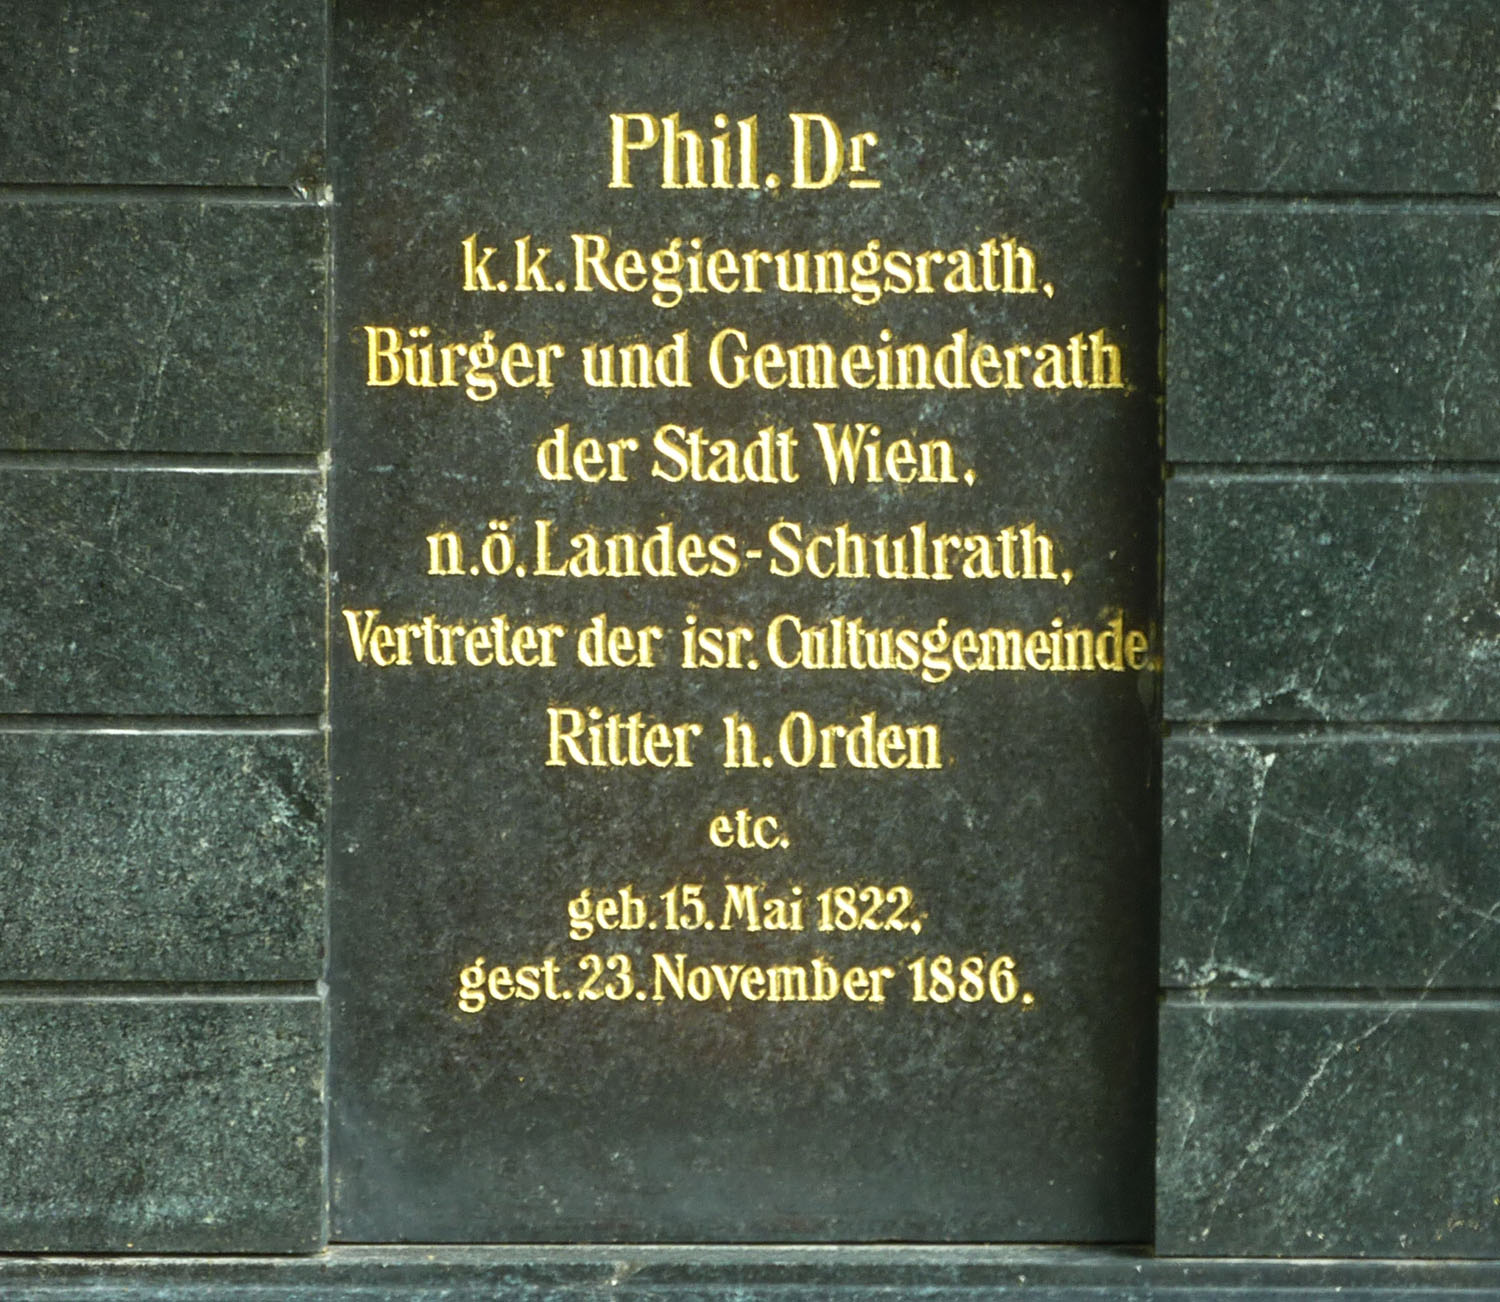 Phil. Dr
k. k. Regierungsrath,
Bürger und Gemeinderath
der Stadt Wien,
n. ö. Landes-Schulrath,
Vertreter der isr. Cultusgemeinde,
Ritter h. Orden
etc.
geb. 15. Mai 1822,
gest. 23. November 1886.